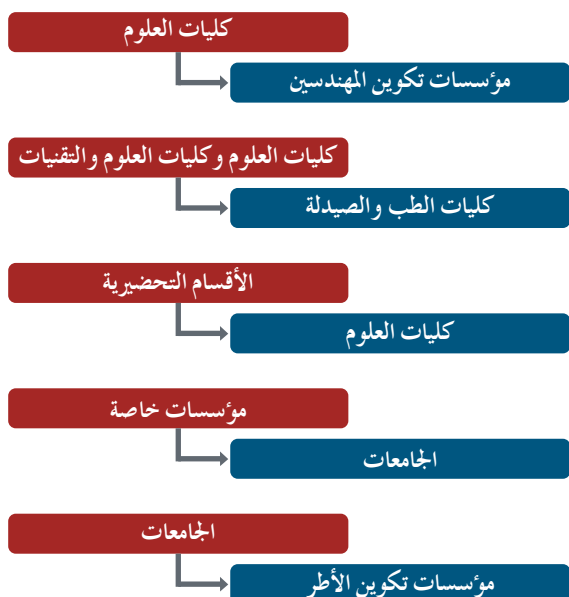 كليات العلوم
مؤسسات تكوين المهندسين
كليات العلوم وكليات العلوم والتقنيات
كليات الطب والصيدلة
الأقسام التحضيرية
كليات العلوم
مؤسسات خاصة
الجامعات
الجامعات
مؤسسات تكوين الأطر